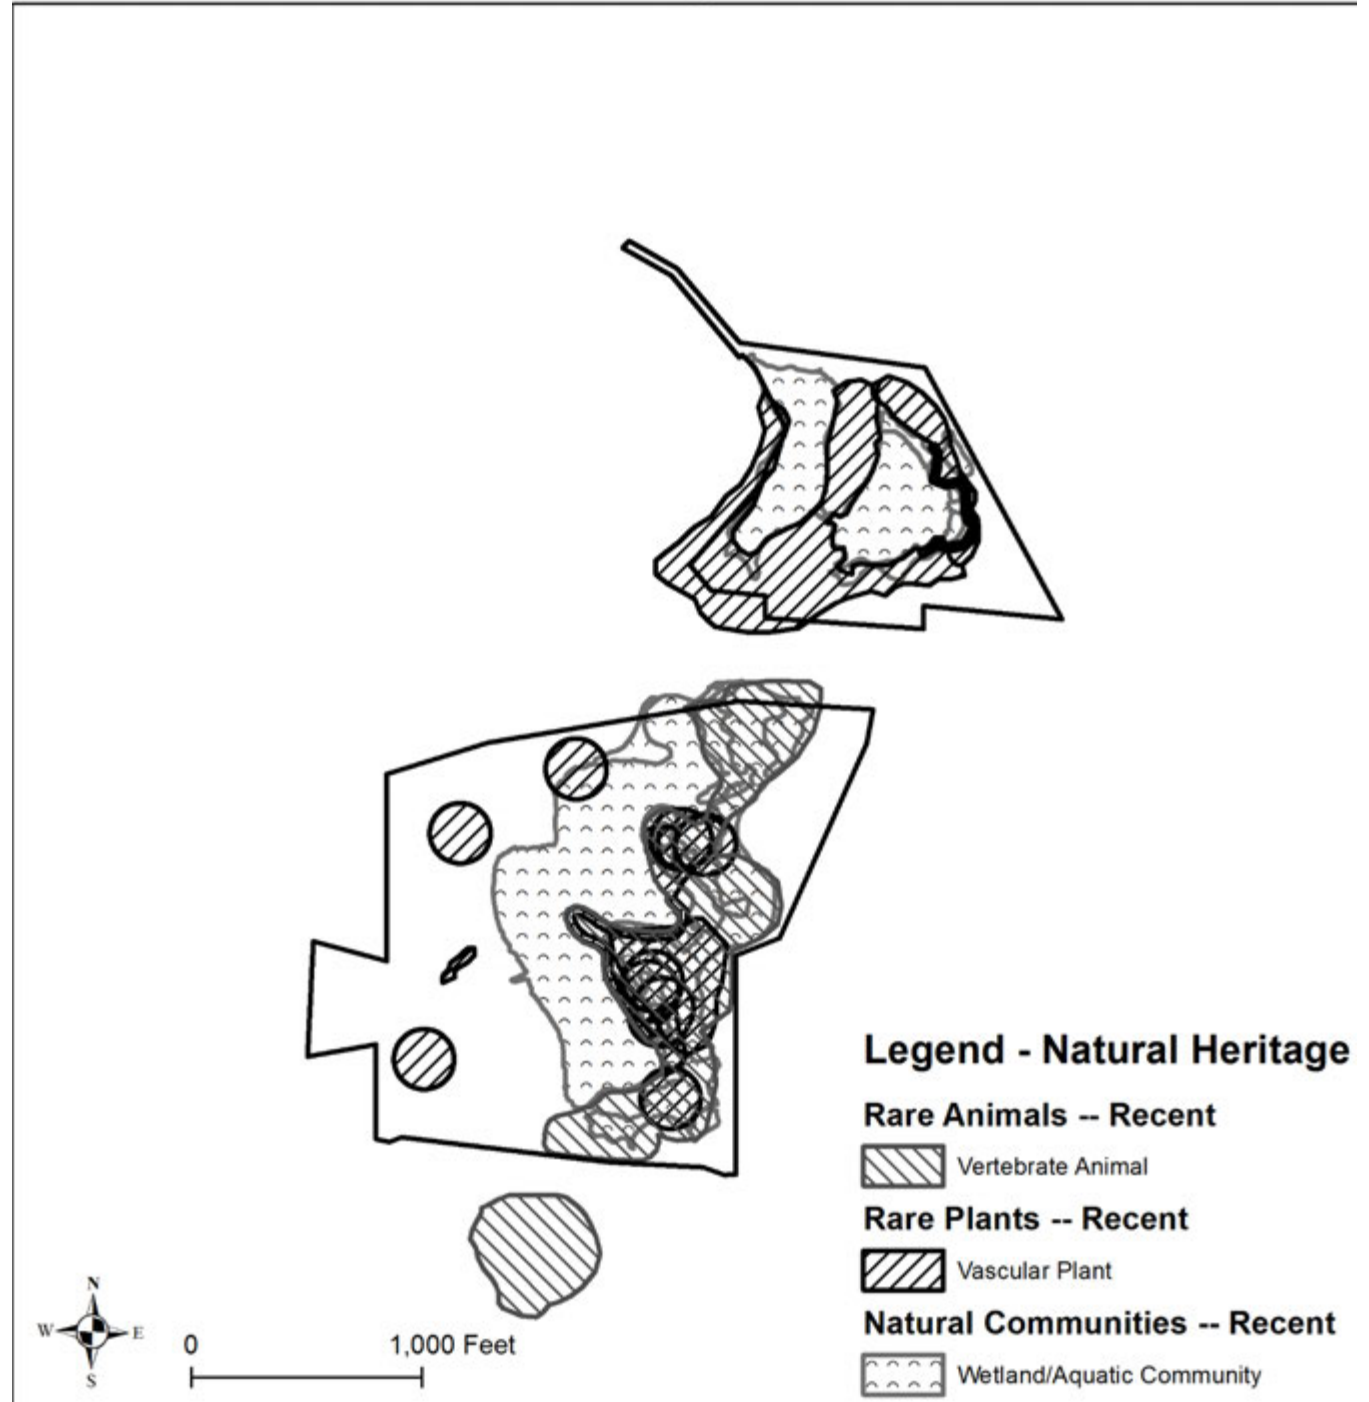 Legend - Natural Heritage
Rare Animals -- Recent
Vertebrate Animal
Rare Plants -- Recent
Vascular Plant
Natural Communities -- Recent
Wetland/Aquatic Community
N
W E
S
0 1,000 Feet